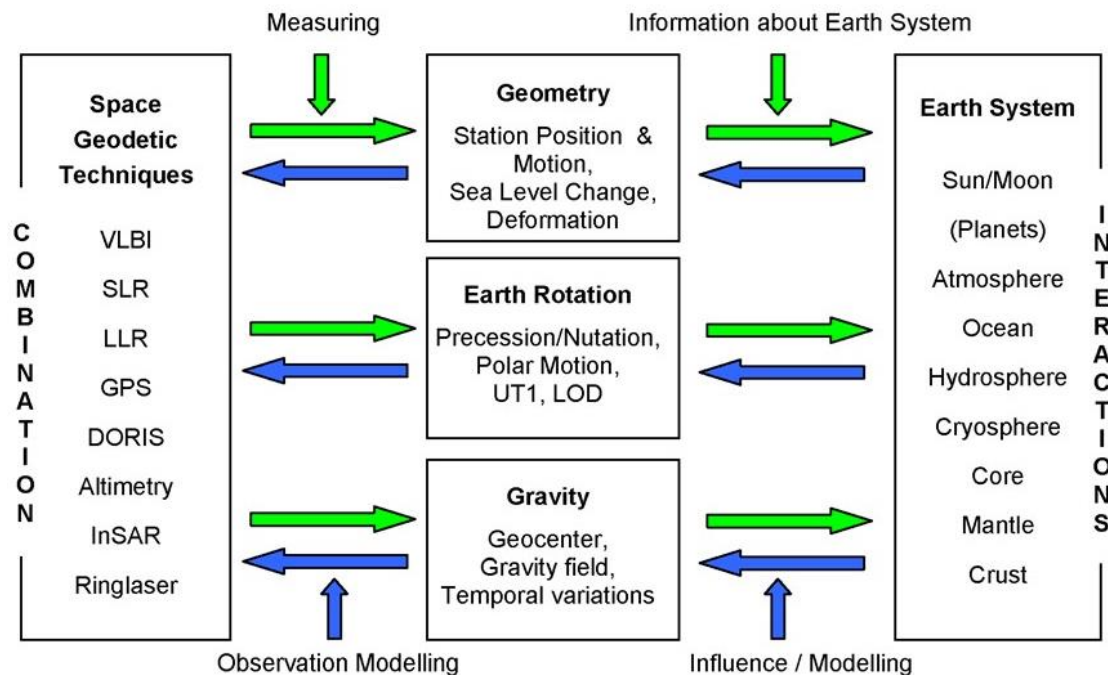 Measuring
Information about Earth System
Space
Geodetic
Techniques
VLBI
SLR
LLR
GPS
DORIS
Altimetry
InSAR
Ringlaser
COMBINATION
Geometry
Station Position &
Motion,
Sea Level Change,
Deformation
Earth Rotation
Precession/Nutation,
Polar Motion,
UT1, LOD
Gravity
Geocenter,
Gravity field,
Temporal variations
Earth System
Sun/Moon
(Planets)
Atmosphere
Ocean
Hydrosphere
Cryosphere
Core
Mantle
Crust
INTERACTIONS
Observation Modelling
Influence / Modelling